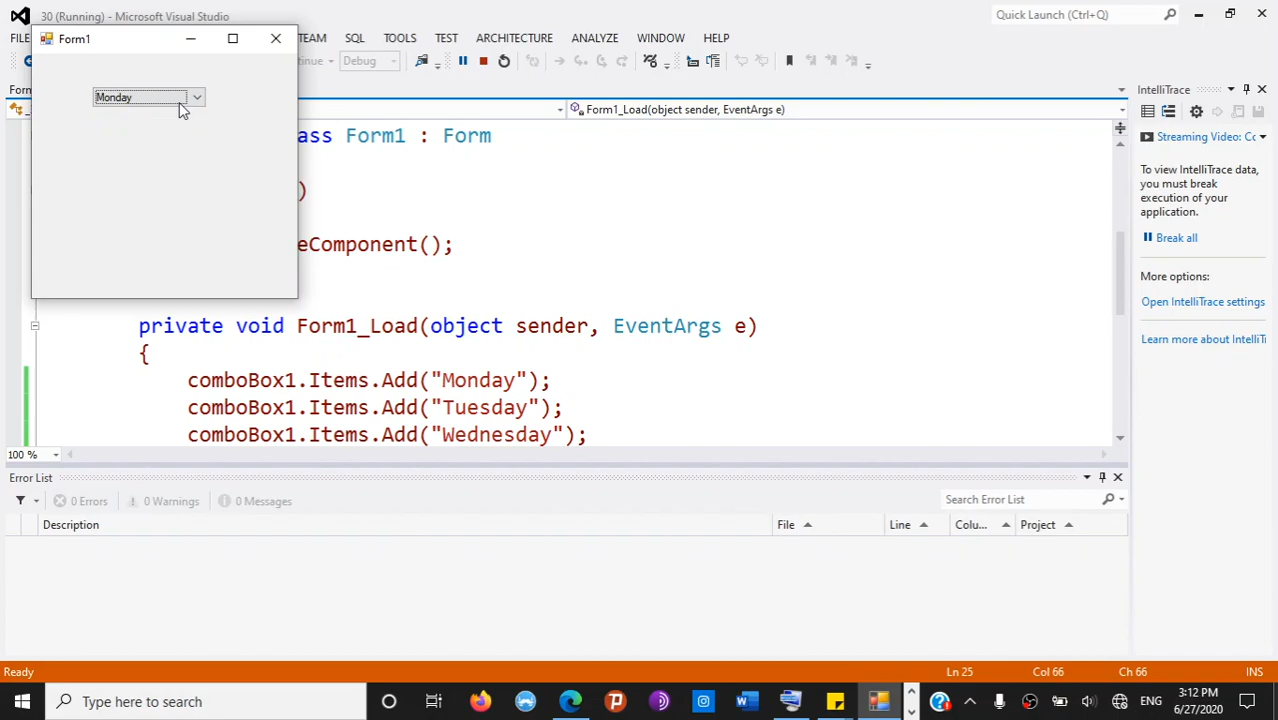 30 (Running) - Microsoft Visual Studio
Quick Launch (Ctrl+Q)
Form1
FILE
TEAM SQL TOOLS TEST ARCHITECTURE ANALYZE WINDOW HELP
Debug
IntelliTrace
Monday
Form1_Load(object sender, EventArgs e)
Form1 : Form
Streaming Video: Cc
To view IntelliTrace data,
you must break
execution of your
application.
)
Break all
eComponent();
More options:
Open IntelliTrace settings
private void Form1_Load(object sender, EventArgs e)
Learn more about IntelliTi
{
comboBox1.Items.Add("Monday");
comboBox1.Items.Add("Tuesday");
comboBox1.Items.Add("Wednesday");
100 %
Error List
0 Errors 0 Warnings 0 Messages
Search Error List
Description File Line Colu... Project
Ready
Ln 25 Col 66 Ch 66 INS
Type here to search
ENG
3:12 PM
6/27/2020